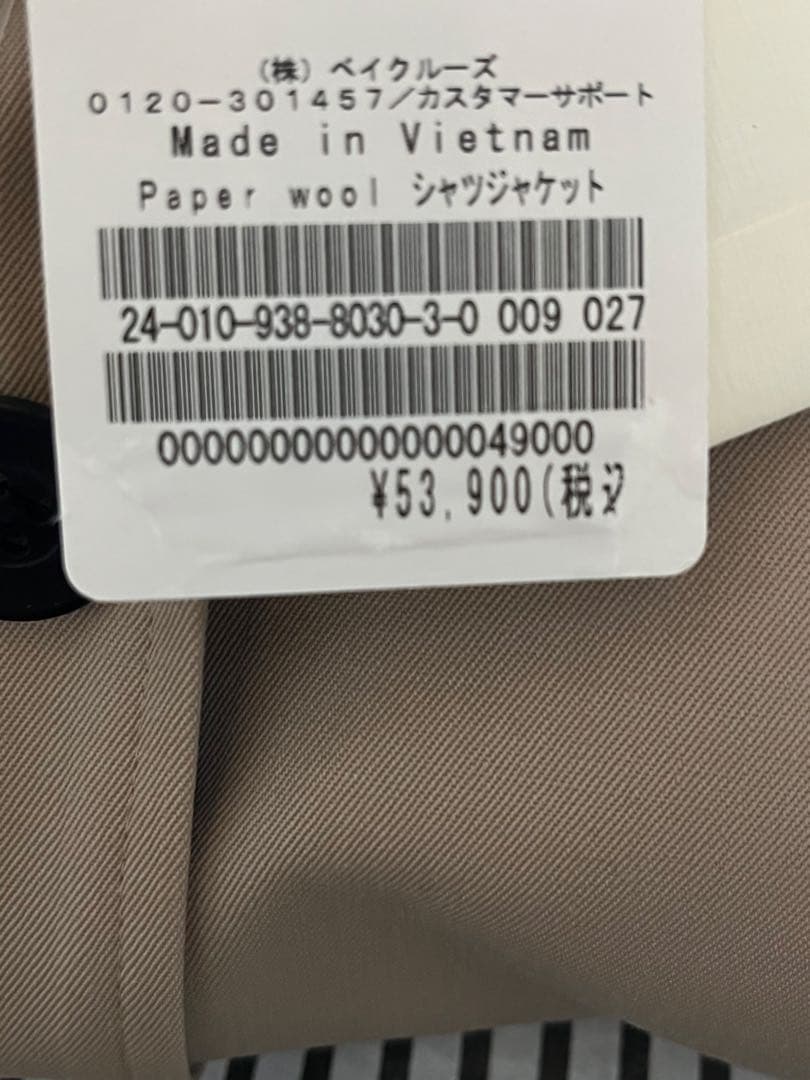 （株）ベイクルーズ
０１２０－３０１４５７／カスタマーサポート
Made in Vietnam
Paper wool シャツジャケット
24-010-938-8030-3-0 009 027
00000000000000049000
¥53,900(税込